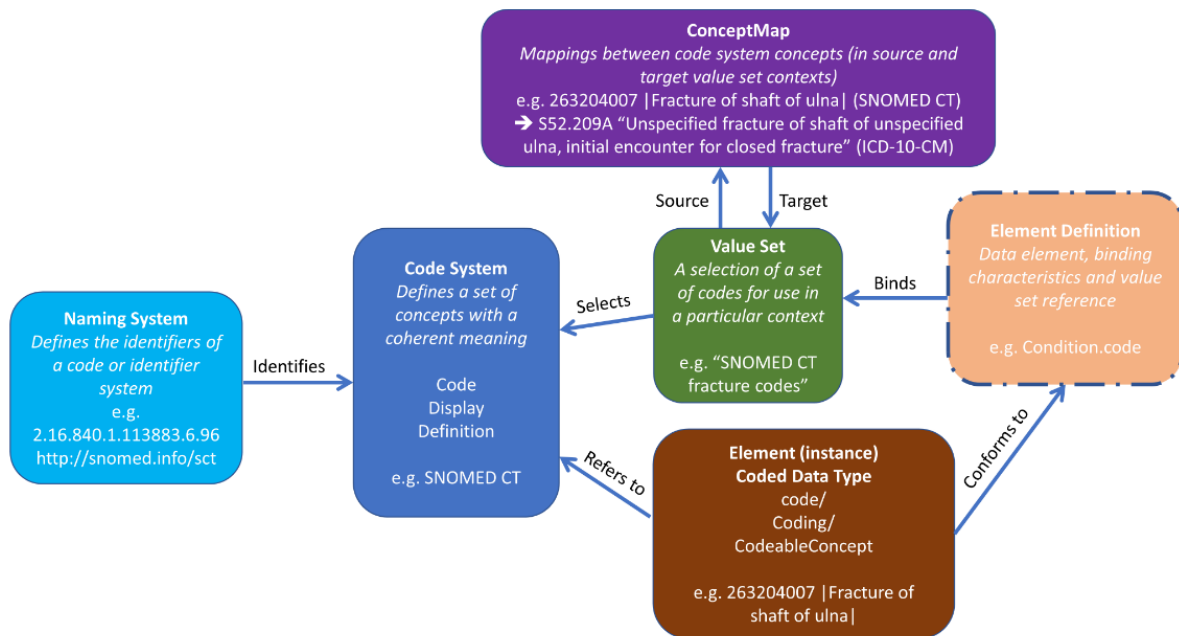 ConceptMap
Mappings between code system concepts (in source and
target value set contexts)
e.g. 263204007 |Fracture of shaft of ulna| (SNOMED CT)
➔ S52.209A “Unspecified fracture of shaft of unspecified
ulna, initial encounter for closed fracture” (ICD-10-CM)
Source
Target
Naming System
Defines the identifiers of
a code or identifier
system
e.g.
2.16.840.1.113883.6.96
http://snomed.info/sct
Identifies
Code System
Defines a set of
concepts with a
coherent meaning
Code
Display
Definition
e.g. SNOMED CT
Selects
Value Set
A selection of a set
of codes for use in
a particular context
e.g. “SNOMED CT
fracture codes”
Binds
Element Definition
Data element, binding
characteristics and value
set reference
e.g. Condition.code
Refers to
Element (instance)
Coded Data Type
code/
Coding/
CodeableConcept
e.g. 263204007 |Fracture of
shaft of ulna|
Conforms to